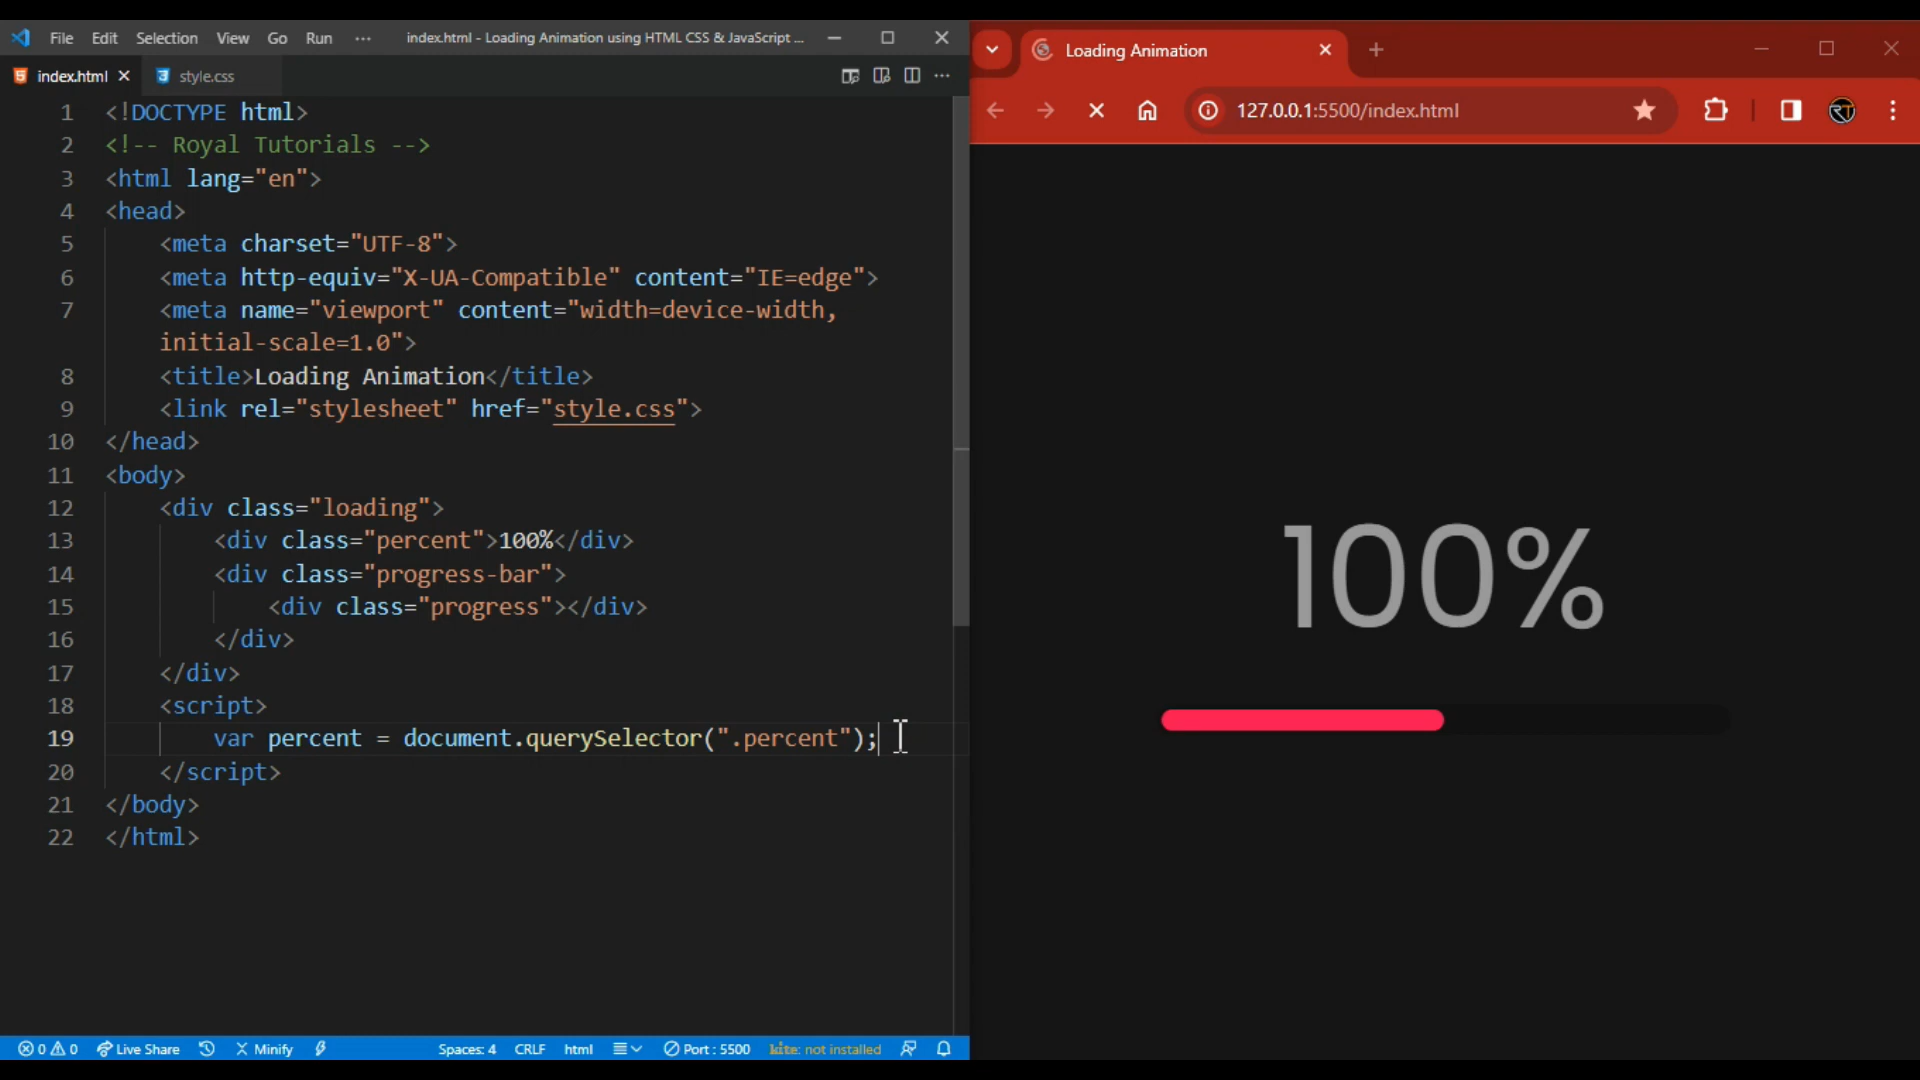 File Edit Selection View Go Run ··· index.html - Loading Animation using HTML CSS & JavaScript ...
index.html style.css
1 <!DOCTYPE html>
2 <!-- Royal Tutorials -->
3 <html lang="en">
4 <head>
5 <meta charset="UTF-8">
6 <meta http-equiv="X-UA-Compatible" content="IE=edge">
7 <meta name="viewport" content="width=device-width,
initial-scale=1.0">
8 <title>Loading Animation</title>
9 <link rel="stylesheet" href="style.css">
10 </head>
11 <body>
12 <div class="loading">
13 <div class="percent">100%</div>
14 <div class="progress-bar">
15 <div class="progress"></div>
16 </div>
17 </div>
18 <script>
19 var percent = document.querySelector(".percent");
20 </script>
21 </body>
22 </html>
0 0 Live Share Minify Spaces: 4 CRLF html Port : 5500 kite: not installed
Loading Animation
127.0.0.1:5500/index.html RT
100%